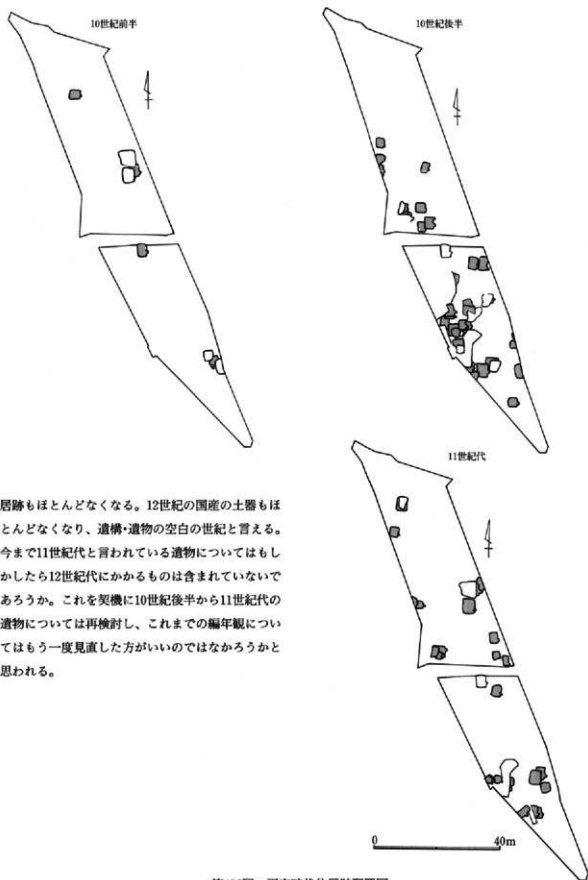 10世紀前半
10世紀後半
居跡もほとんどなくなる。12世紀の国産の土器もほ
とんどなくなり、遺構・遺物の空白の世紀と言える。
今まで11世紀代と言われている遺物についてはもし
かしたら12世紀代にかかるものは含まれていないで
あろうか。これを契機に10世紀後半から11世紀代の
遺物については再検討し、これまでの編年観につい
てはもう一度見直した方がいいのではなかろうかと
思われる。
11世紀代
0 40m